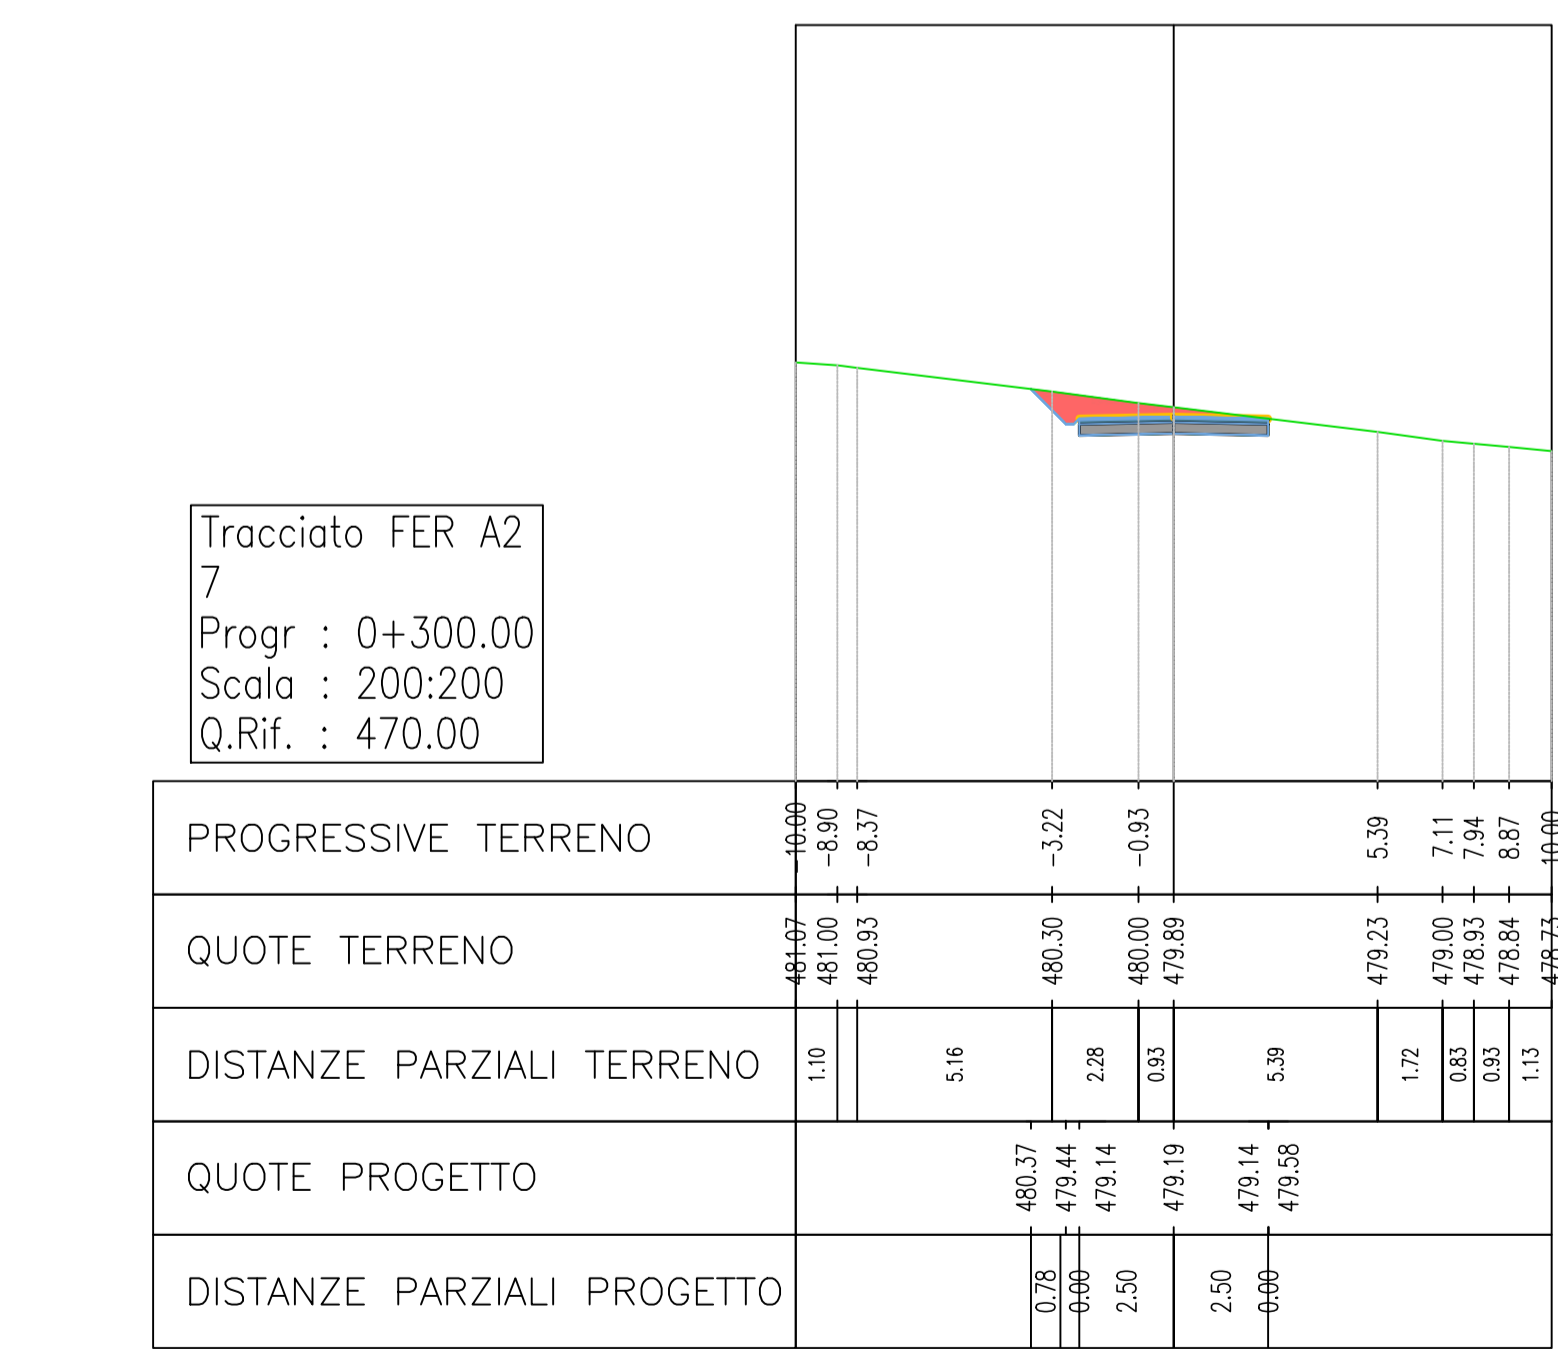 Tracciato FER A2
7
Progr : 0+300.00
Scala : 200:200
Q.Rif. : 470.00
PROGRESSIVE TERRENO -10.00 -8.90 -8.37 -3.22 -0.93 5.39 7.11 7.94 8.87 10.00
QUOTE TERRENO 481.07 481.00 480.93 480.30 480.00 479.89 479.23 479.00 478.93 478.84 478.73
DISTANZE PARZIALI TERRENO 1.10 5.16 2.28 0.93 5.39 1.72 0.83 0.93 1.13
QUOTE PROGETTO 480.37 479.44 479.14 479.19 479.14 479.58
DISTANZE PARZIALI PROGETTO 0.78 0.00 2.50 2.50 0.00